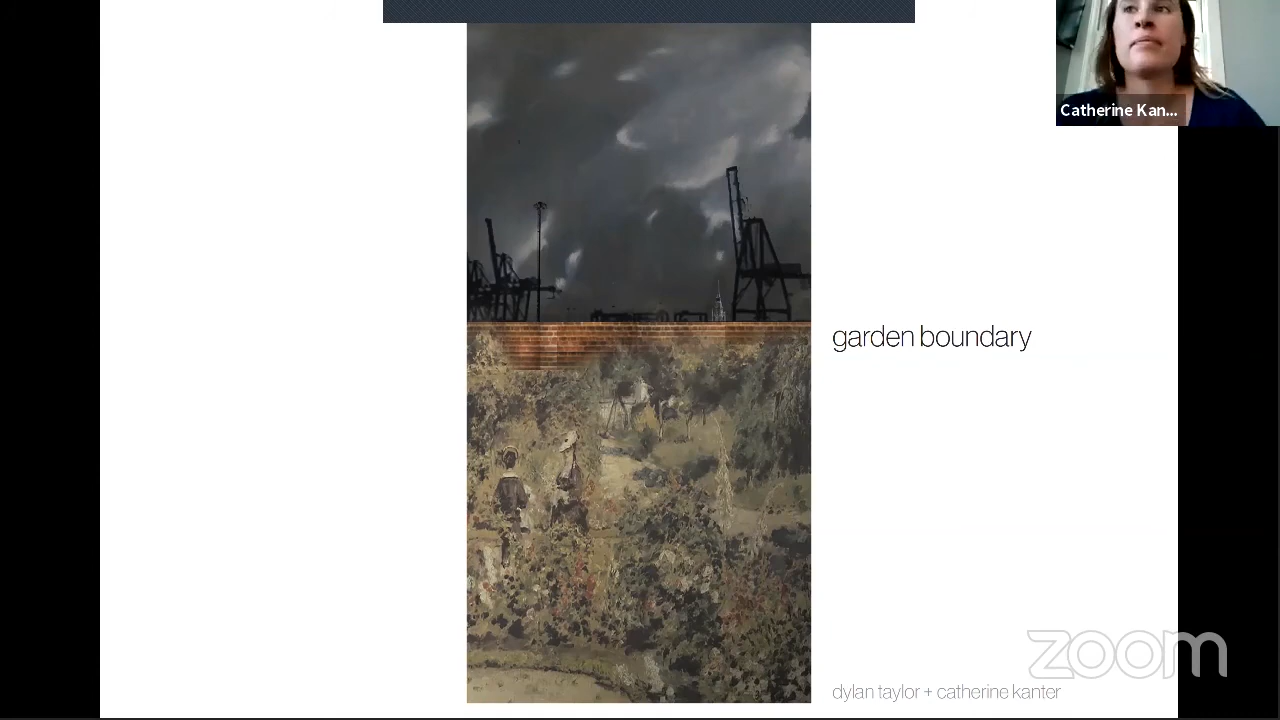 Catherine Kan...
garden boundary
zoom
dylan taylor + catherine kanter